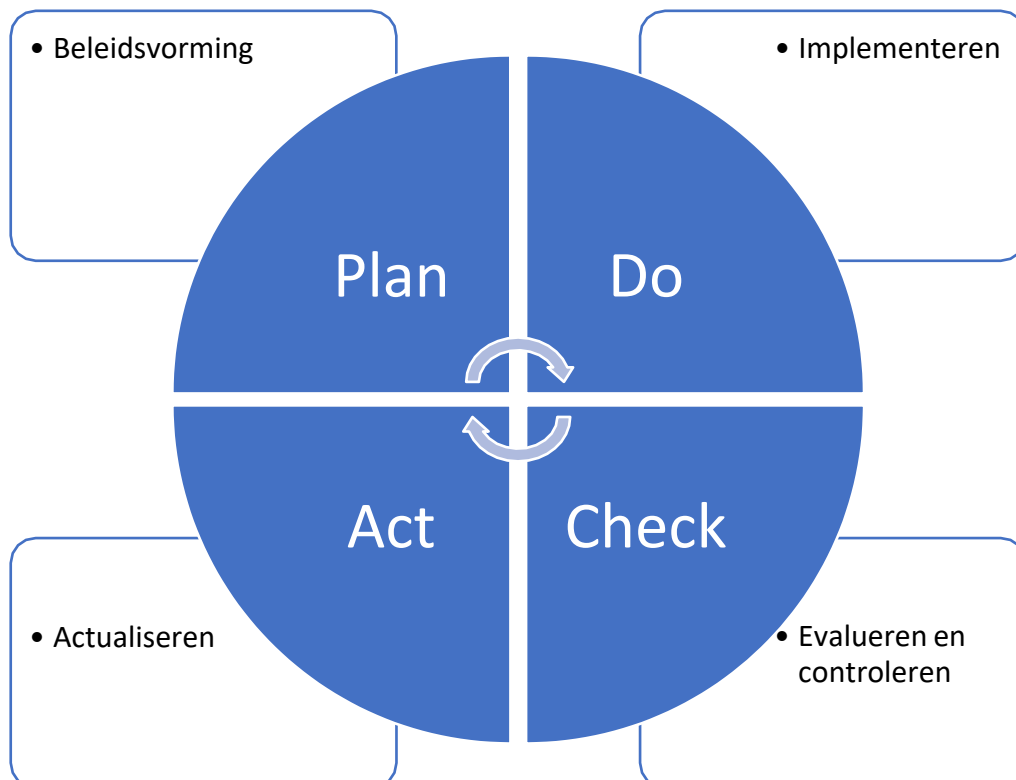 • Beleidsvorming
• Implementeren
Plan
Do
Act
Check
• Actualiseren
• Evalueren en
controleren